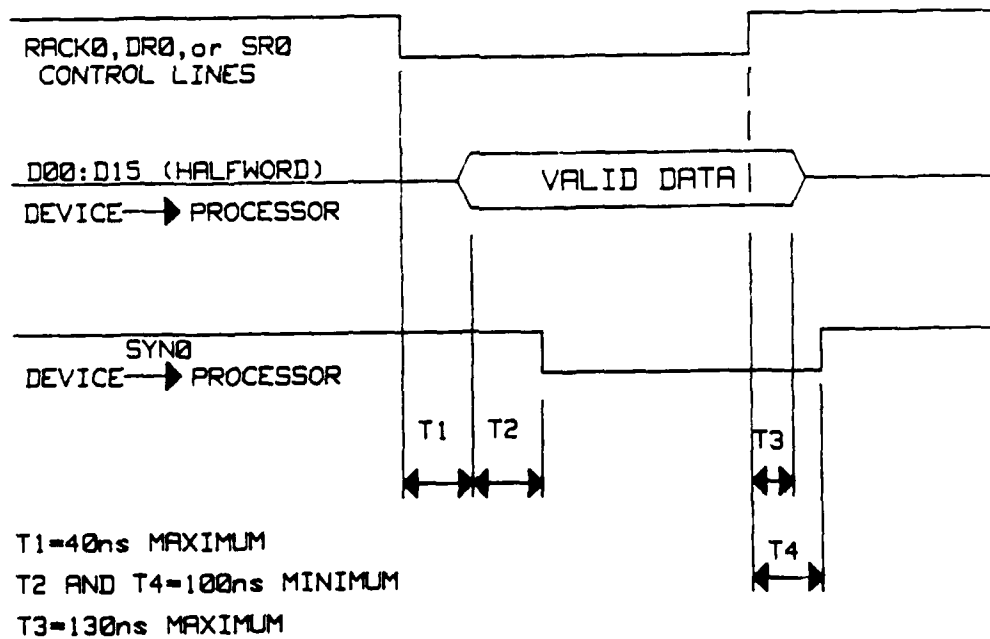 RACK0, DR0, or SR0
CONTROL LINES
D00:D15 (HALFWORD)
VALID DATA
DEVICE PROCESSOR
SYN0
DEVICE PROCESSOR
T1 T2 T3
T4
T1=40ns MAXIMUM
T2 AND T4=100ns MINIMUM
T3=130ns MAXIMUM